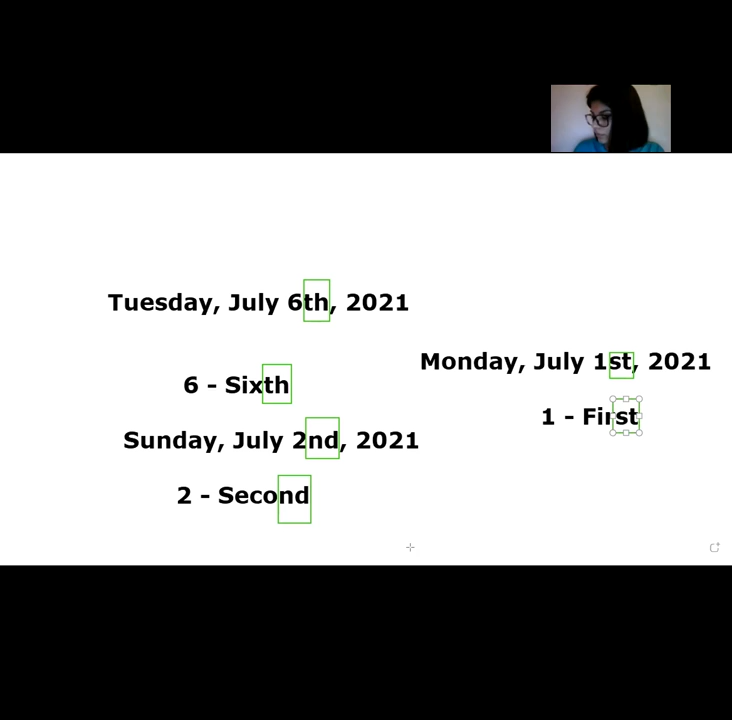 Tuesday, July 6th, 2021
6 - Sixth
Sunday, July 2nd, 2021
2 - Second
Monday, July 1st, 2021
1 - First